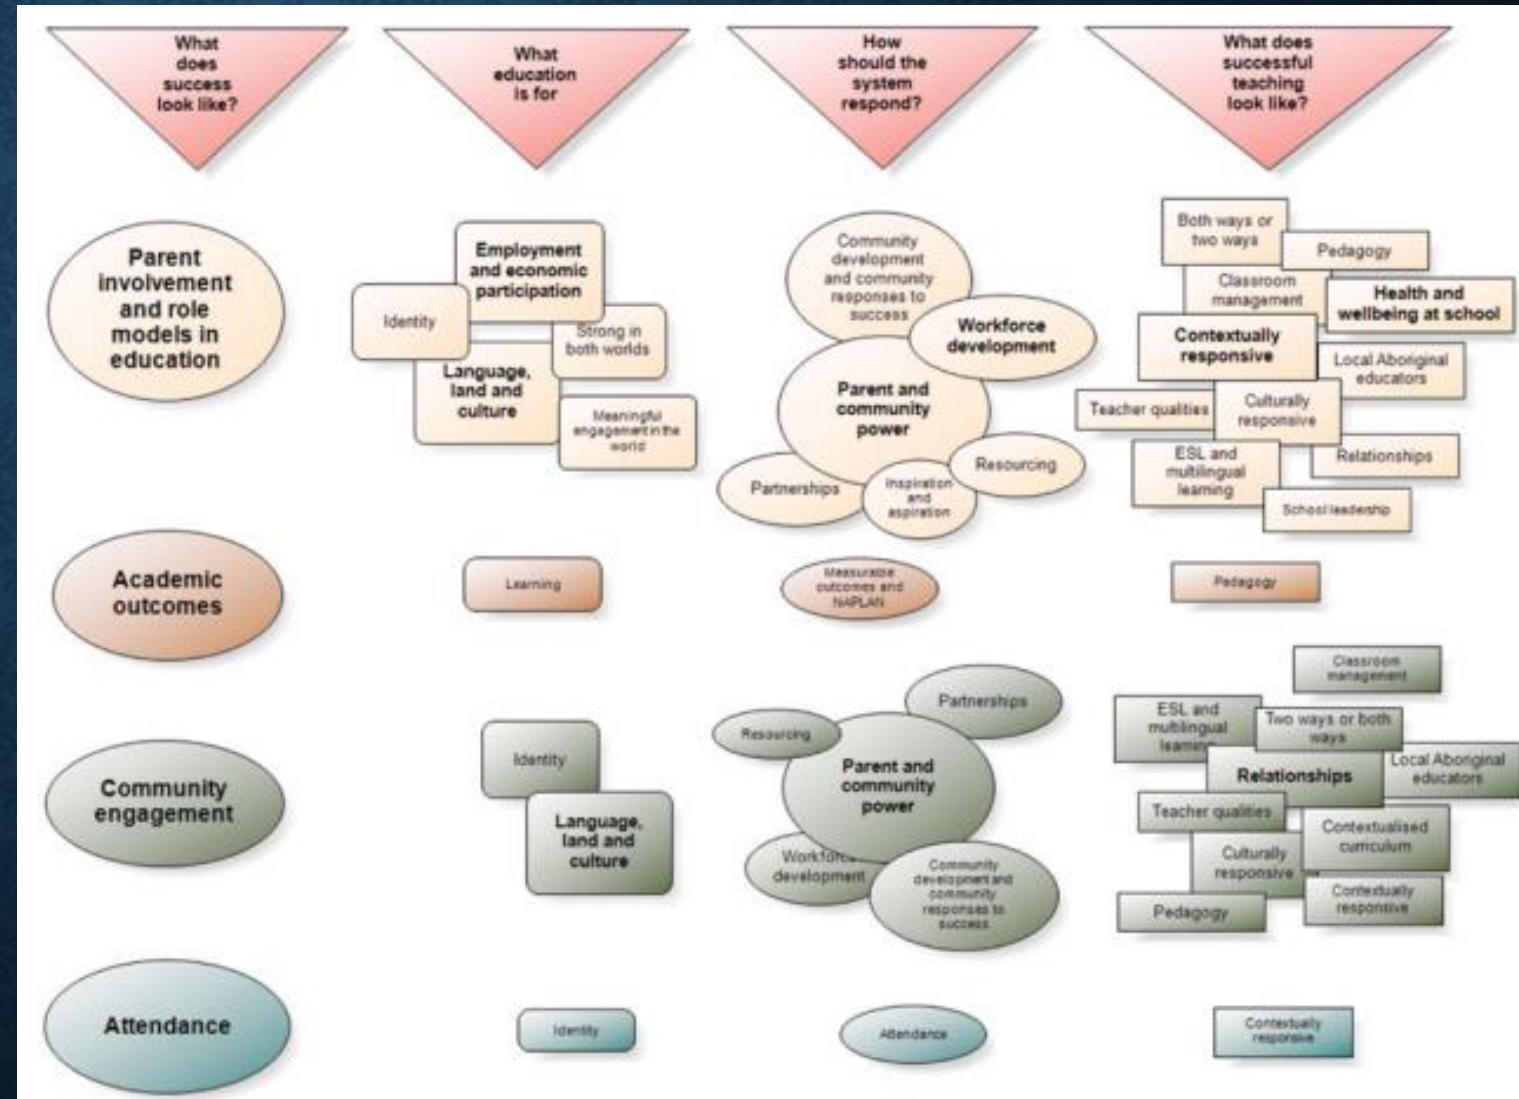 What
does
success
look like?
What
education
is for
How
should the
system
respond?
What does
successful
teaching
look like?
Parent
involvement
and role
models in
education
Employment
and economic
participation
Identity
Strong in
both worlds
Language,
land and
culture
Meaningful
engagement in the
world
Community
development
and community
responses to
success
Workforce
development
Parent and
community
power
Resourcing
Partnerships
Inspiration
and
aspiration
Both ways or
two ways
Pedagogy
Classroom
management
Health and
wellbeing at school
Contextually
responsive
Local Aboriginal
educators
Teacher qualities
Culturally
responsive
ESL and
multilingual
learning
Relationships
School leadership
Academic
outcomes
Learning
Measurable
outcomes and
NAPLAN
Pedagogy
Community
engagement
Identity
Language,
land and
culture
Partnerships
Resourcing
Parent and
community
power
Workforce
development
Community
development and
community
responses to
success
Classroom
management
ESL and
multilingual
learning
Two ways or both
ways
Relationships
Local Aboriginal
educators
Teacher qualities
Contextualised
curriculum
Culturally
responsive
Contextually
responsive
Pedagogy
Attendance
Identity
Attendance
Contextually
responsive